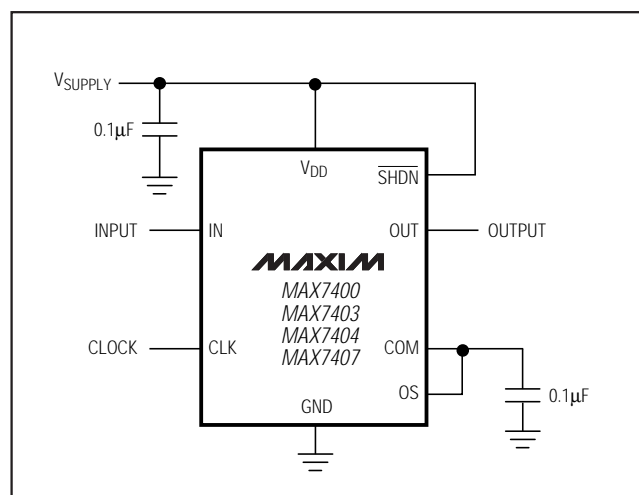 VSUPPLY
0.1µF
VDD
SHDN
INPUT
IN
OUT
OUTPUT
MAXIM
MAX7400
MAX7403
MAX7404
MAX7407
CLOCK
CLK
COM
OS
0.1µF
GND